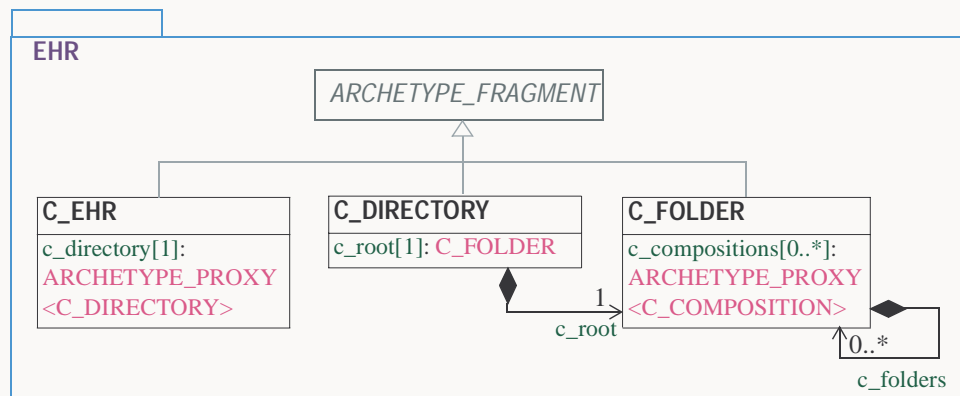 EHR
ARCHETYPE_FRAGMENT
C_EHR
c_directory[1]:
ARCHETYPE_PROXY
<C_DIRECTORY>
C_DIRECTORY
c_root[1]: C_FOLDER
1
c_root
C_FOLDER
c_compositions[0..*]:
ARCHETYPE_PROXY
<C_COMPOSITION>
0..*
c_folders